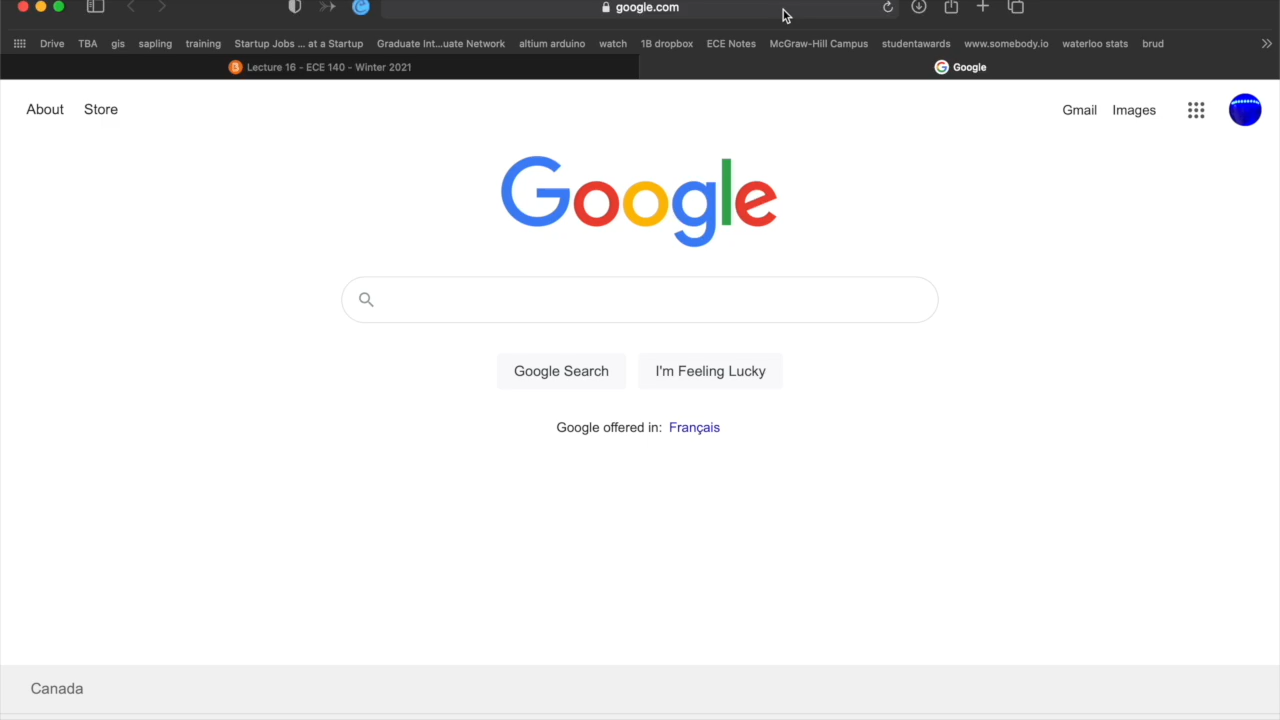 google.com
Drive TBA gis sapling training Startup Jobs ... at a Startup Graduate Int...uate Network altium arduino watch 1B dropbox ECE Notes McGraw-Hill Campus studentawards www.somebody.io waterloo stats brud
Lecture 16 - ECE 140 - Winter 2021 Google
About Store Gmail Images
Google
Google Search I'm Feeling Lucky
Google offered in: Français
Canada